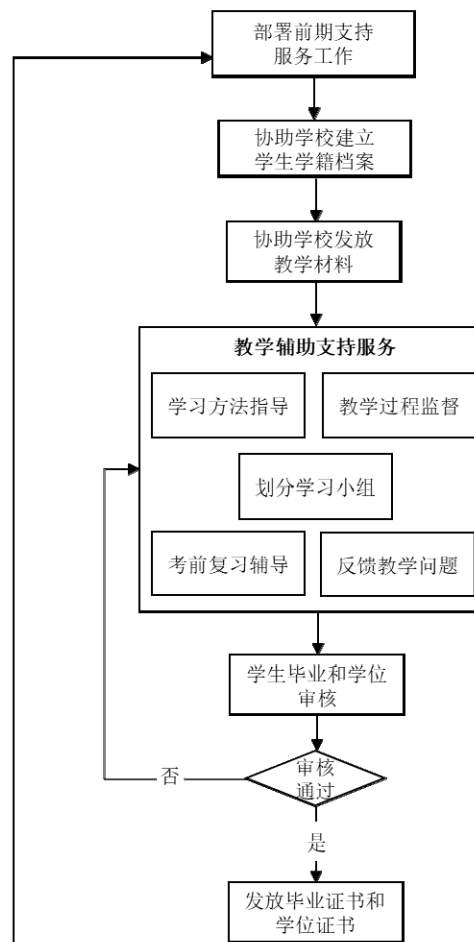 部署前期支持
服务工作
协助学校建立
学生学籍档案
协助学校发放
教学材料
教学辅助支持服务
学习方法指导
教学过程监督
划分学习小组
考前复习辅导
反馈教学问题
学生毕业和学位
审核
审核
通过
否
是
发放毕业证书和
学位证书